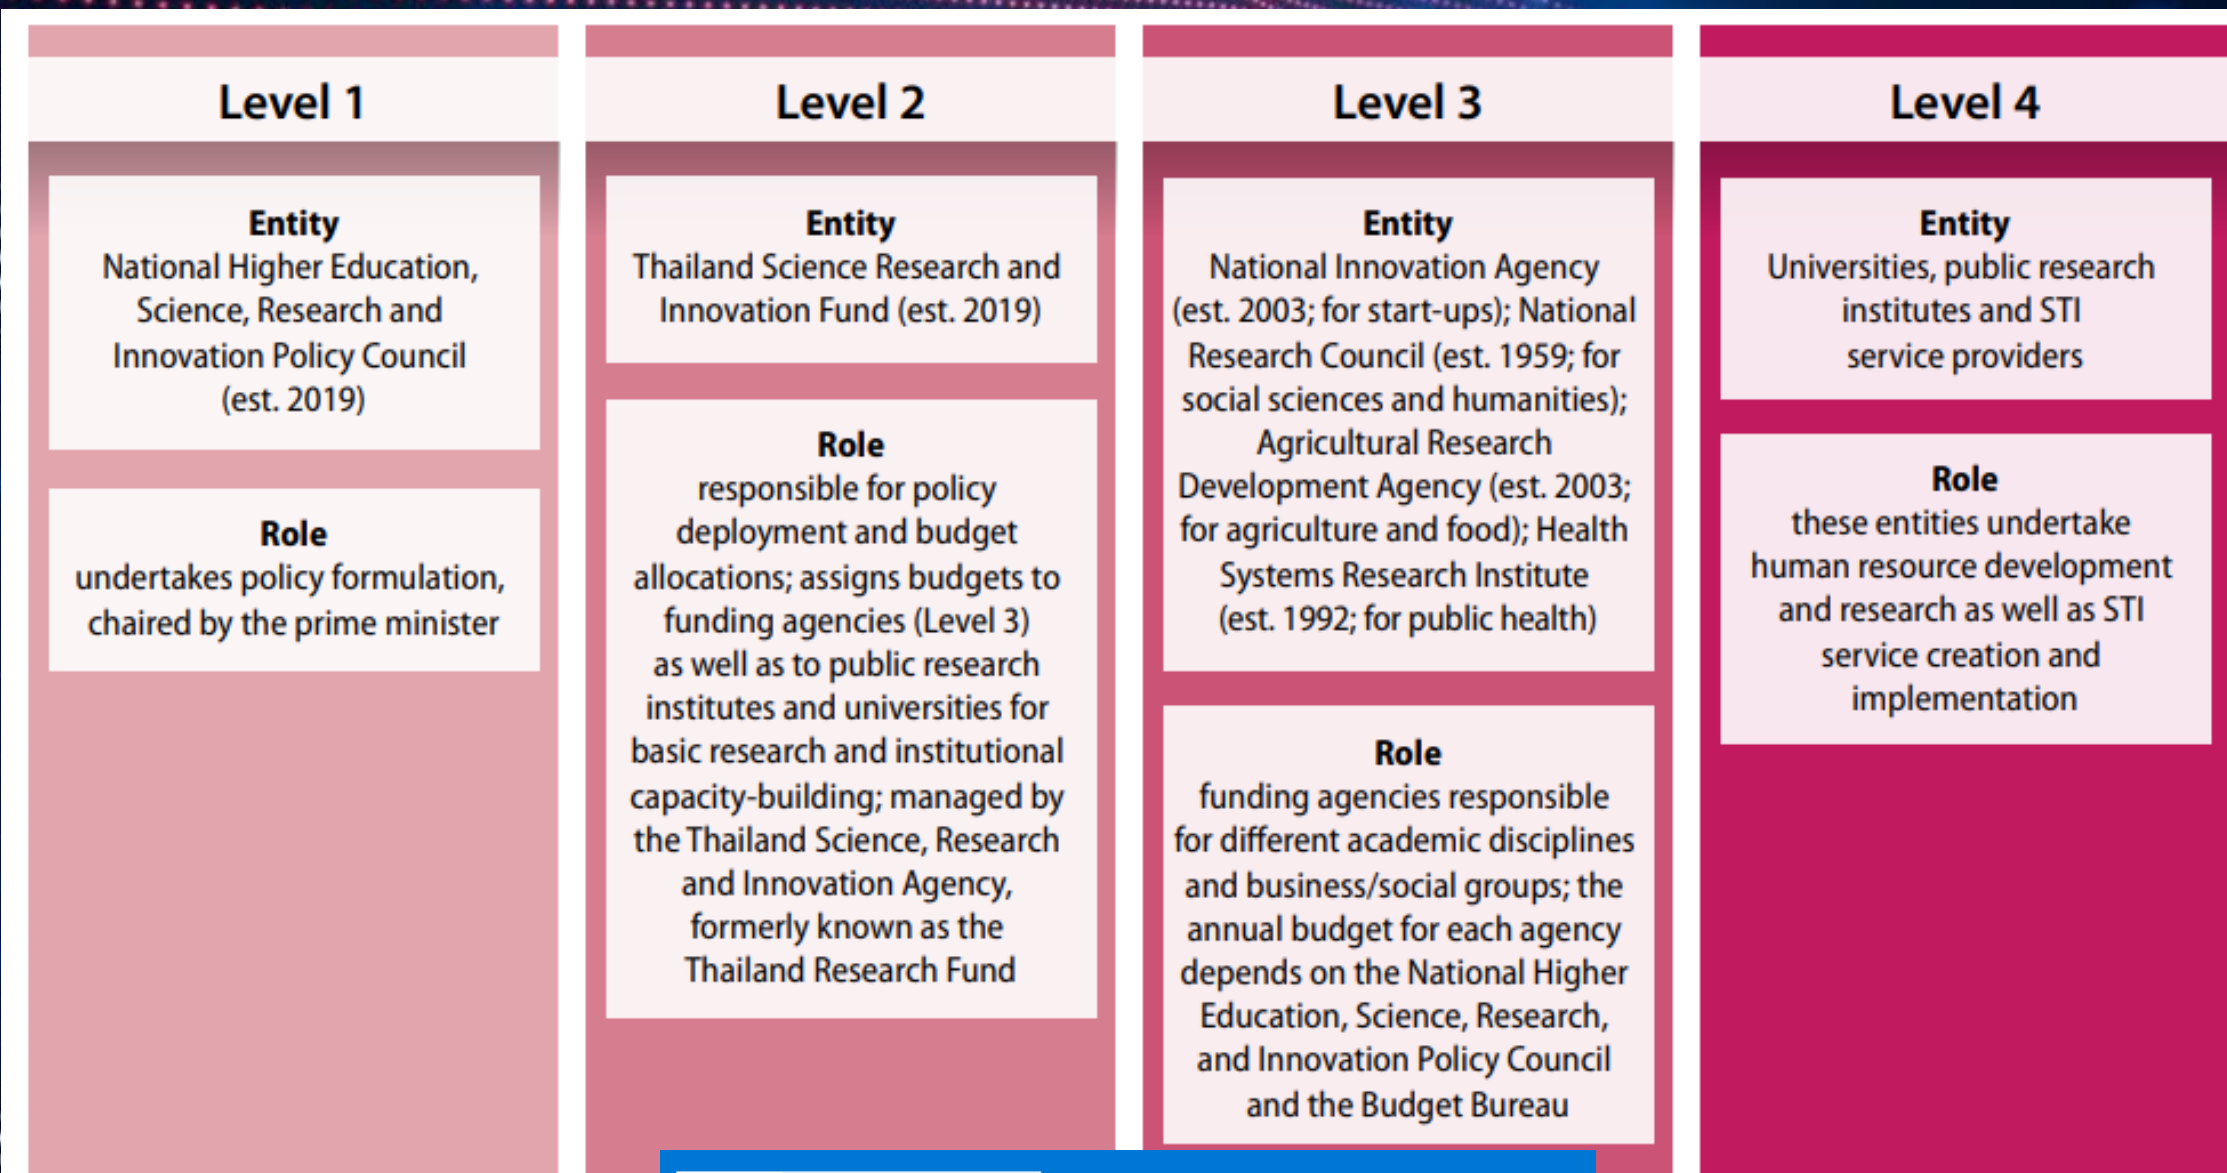 Level 1
Entity
National Higher Education,
Science, Research and
Innovation Policy Council
(est. 2019)
Role
undertakes policy formulation,
chaired by the prime minister
Level 2
Entity
Thailand Science Research and
Innovation Fund (est. 2019)
Role
responsible for policy
deployment and budget
allocations; assigns budgets to
funding agencies (Level 3)
as well as to public research
institutes and universities for
basic research and institutional
capacity-building; managed by
the Thailand Science, Research
and Innovation Agency,
formerly known as the
Thailand Research Fund
Level 3
Entity
National Innovation Agency
(est. 2003; for start-ups); National
Research Council (est. 1959; for
social sciences and humanities);
Agricultural Research
Development Agency (est. 2003;
for agriculture and food); Health
Systems Research Institute
(est. 1992; for public health)
Role
funding agencies responsible
for different academic disciplines
and business/social groups; the
annual budget for each agency
depends on the National Higher
Education, Science, Research,
and Innovation Policy Council
and the Budget Bureau
Level 4
Entity
Universities, public research
institutes and STI
service providers
Role
these entities undertake
human resource development
and research as well as STI
service creation and
implementation